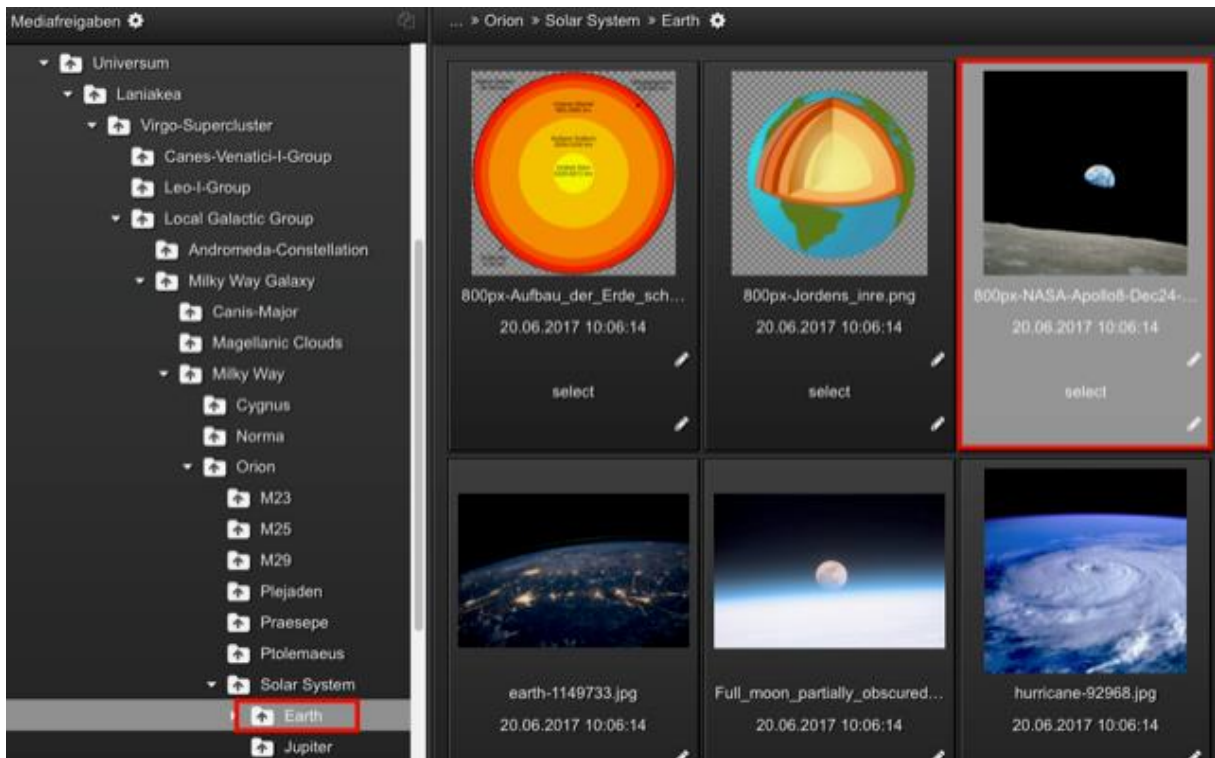 Mediafreigaben
... » Orion » Solar System » Earth
Universum
Laniakea
Virgo-Supercluster
Canes-Venatici-I-Group
Leo-I-Group
Local Galactic Group
Andromeda-Constellation
Milky Way Galaxy
Canis-Major
Magellanic Clouds
Milky Way
Cygnus
Norma
Orion
M23
M25
M29
Plejaden
Praesepe
Ptolemaeus
Solar System
Earth
Jupiter
800px-Aufbau_der_Erde_sch...
20.06.2017 10:06:14
select
800px-Jordens_inre.png
20.06.2017 10:06:14
select
800px-NASA-Apollo8-Dec24-...
20.06.2017 10:06:14
select
earth-1149733.jpg
20.06.2017 10:06:14
Full_moon_partially_obscured...
20.06.2017 10:06:14
hurricane-92968.jpg
20.06.2017 10:06:14